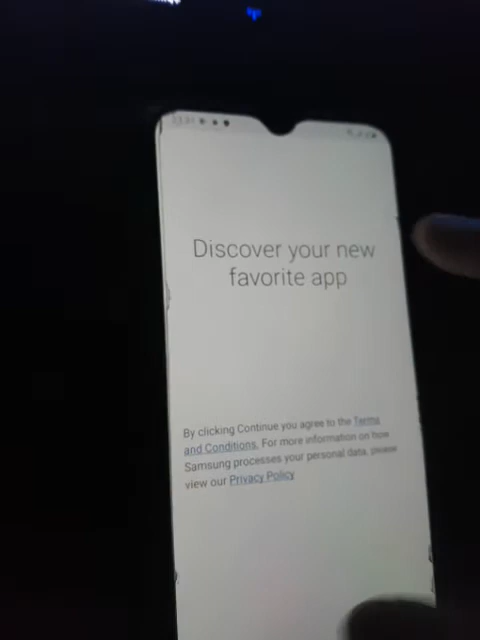 Discover your new
favorite app
By clicking Continue you agree to the Terms
and Conditions. For more information on how
Samsung processes your personal data, please
view our Privacy Policy